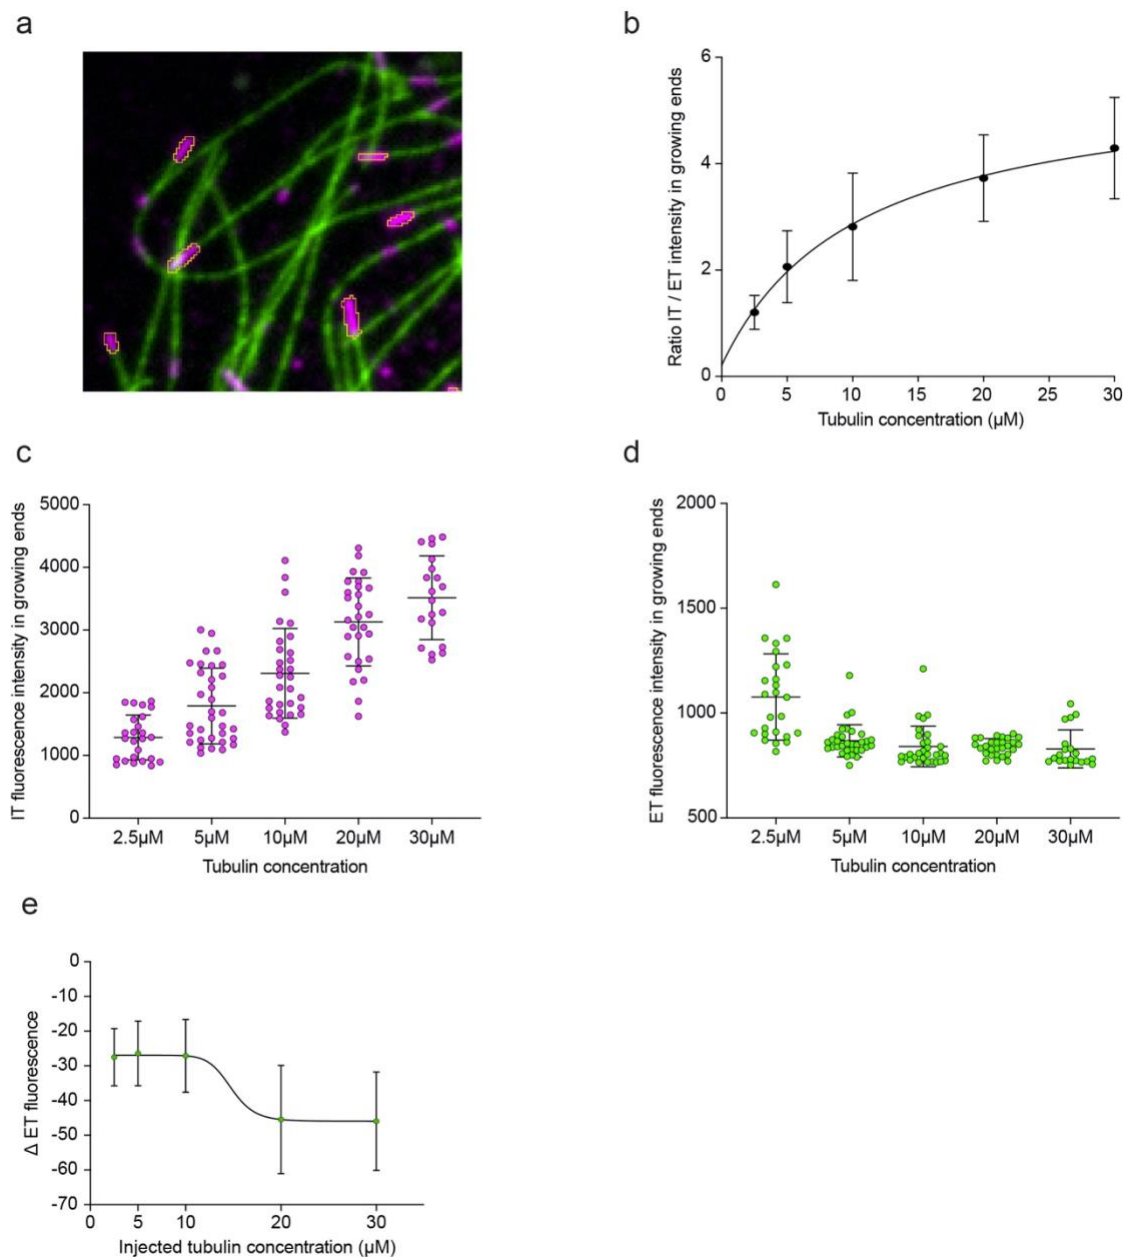 a
b
Ratio IT / ET intensity in growing ends
6
4
2
0
0 5 10 15 20 25 30
Tubulin concentration (µM)
c
IT fluorescence intensity in growing ends
5000
4000
3000
2000
1000
0
2.5µM 5µM 10µM 20µM 30µM
Tubulin concentration
d
ET fluorescence intensity in growing ends
2000
1500
1000
500
2.5µM 5µM 10µM 20µM 30µM
Tubulin concentration
e
Δ ET fluorescence
0
-10
-20
-30
-40
-50
-60
-70
0 5 10 20 30
Injected tubulin concentration (µM)